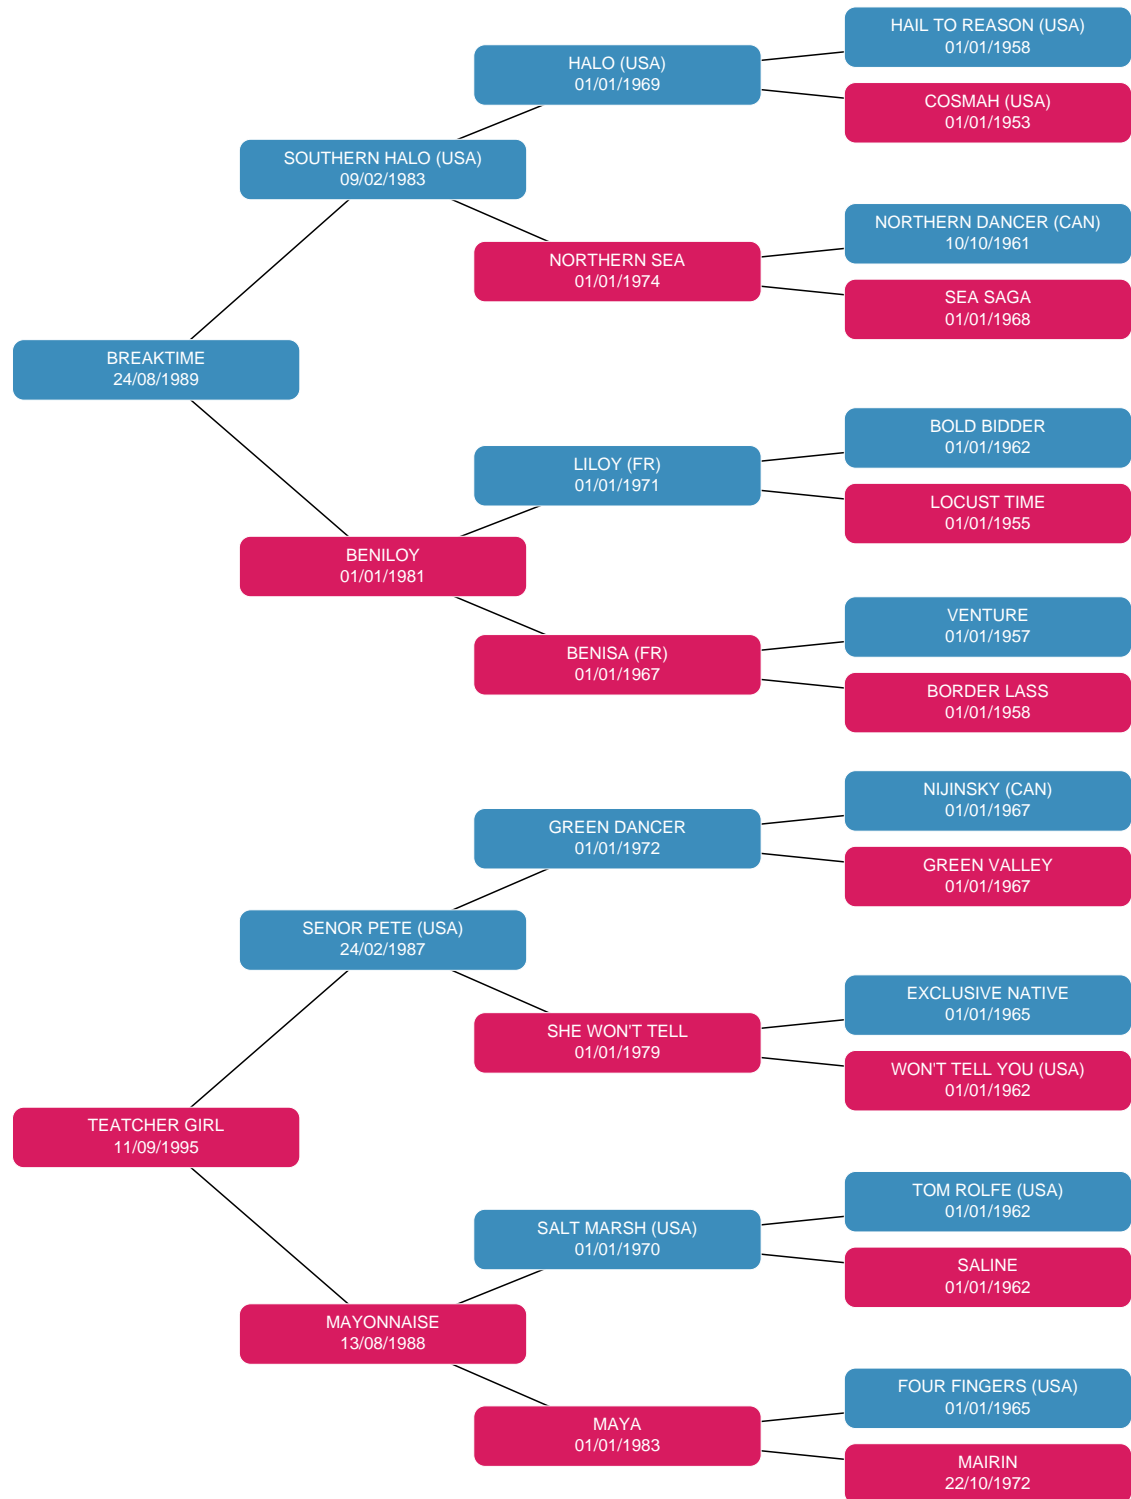 HAIL TO REASON (USA)
01/01/1958
HALO (USA)
01/01/1969
COSMAH (USA)
01/01/1953
SOUTHERN HALO (USA)
09/02/1983
NORTHERN DANCER (CAN)
10/10/1961
NORTHERN SEA
01/01/1974
SEA SAGA
01/01/1968
BREAKTIME
24/08/1989
BOLD BIDDER
01/01/1962
LILOY (FR)
01/01/1971
LOCUST TIME
01/01/1955
BENILOY
01/01/1981
VENTURE
01/01/1957
BENISA (FR)
01/01/1967
BORDER LASS
01/01/1958
NIJINSKY (CAN)
01/01/1967
GREEN DANCER
01/01/1972
GREEN VALLEY
01/01/1967
SENOR PETE (USA)
24/02/1987
EXCLUSIVE NATIVE
01/01/1965
SHE WON'T TELL
01/01/1979
WON'T TELL YOU (USA)
01/01/1962
TEATCHER GIRL
11/09/1995
TOM ROLFE (USA)
01/01/1962
SALT MARSH (USA)
01/01/1970
SALINE
01/01/1962
MAYONNAISE
13/08/1988
FOUR FINGERS (USA)
01/01/1965
MAYA
01/01/1983
MAIRIN
22/10/1972